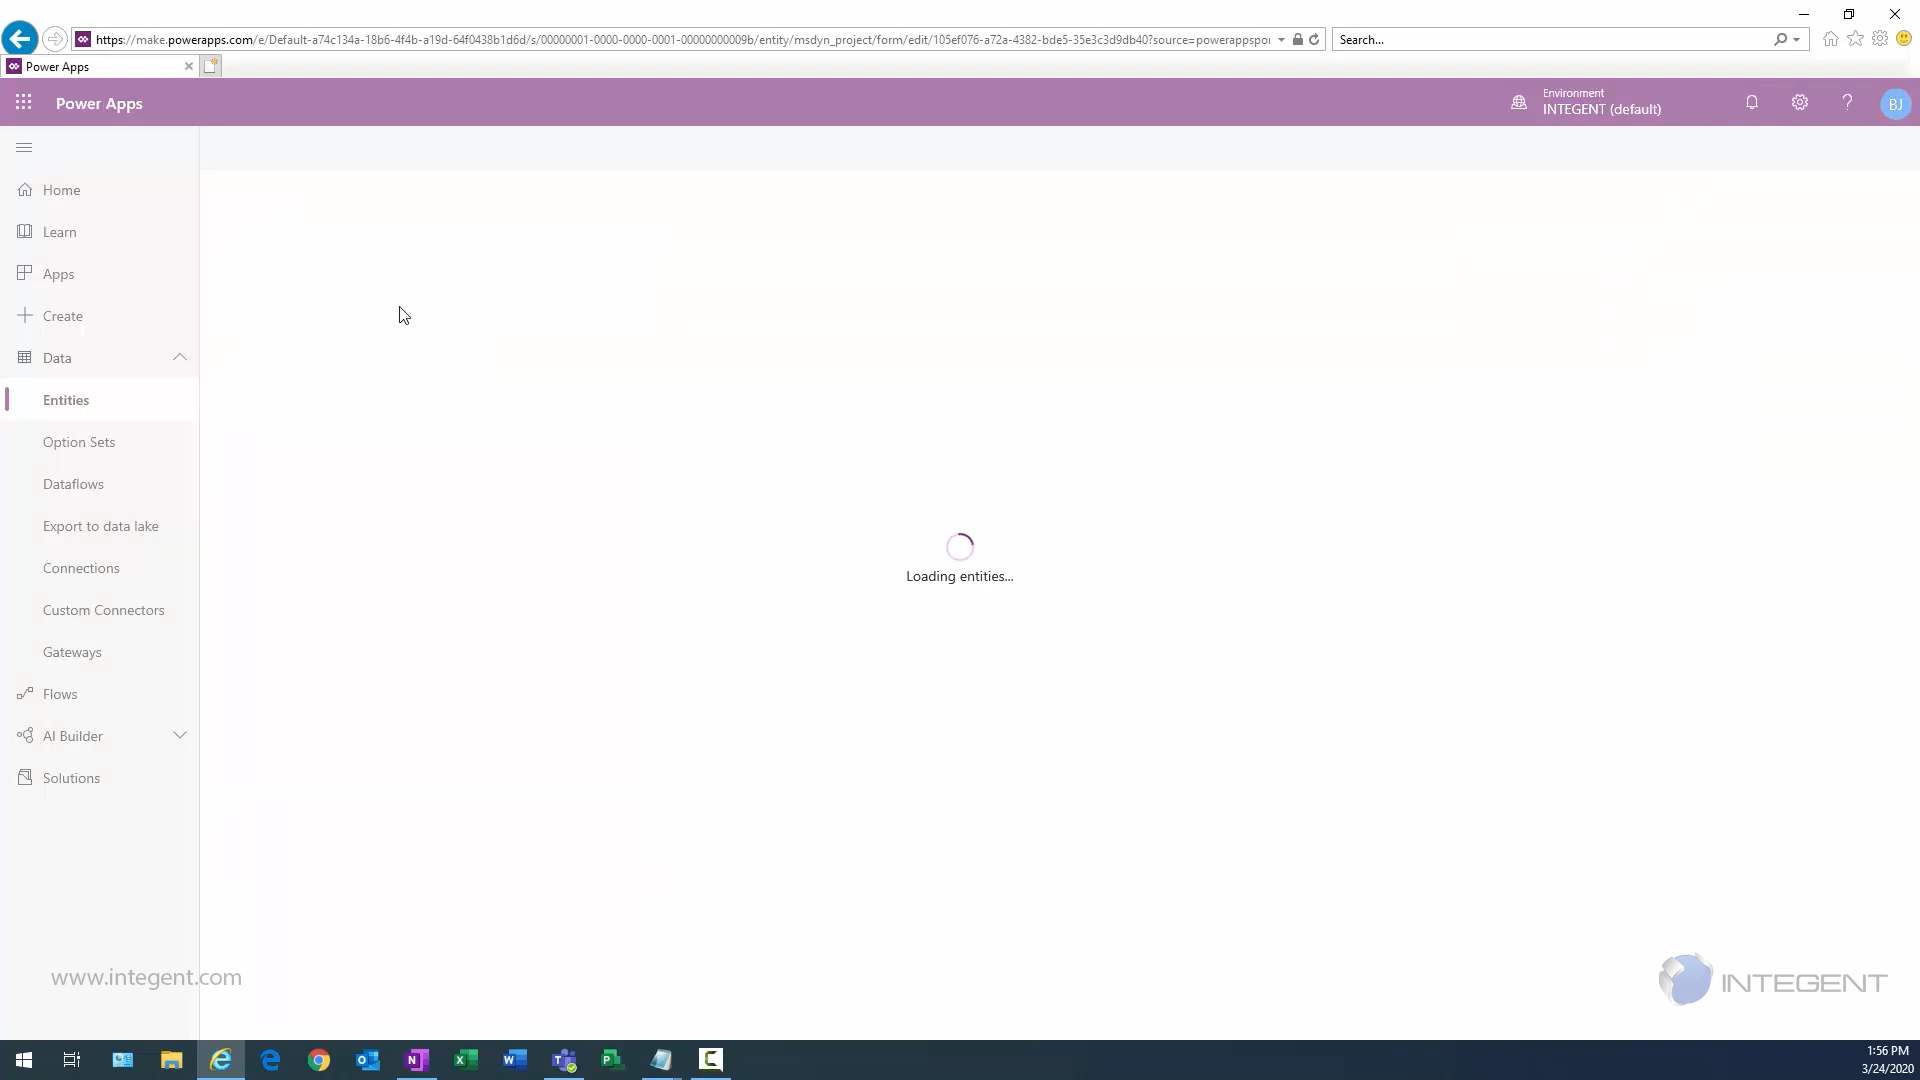 https://make.powerapps.com/e/Default-a74c134a-18b6-4f4b-a19d-64f0438b1d6d/s/00000001-0000-0000-0001-00000000009b/entity/msdyn_project/form/edit/105ef076-a72a-4382-bde5-35e3c3d9db40?source=powerappspor
Search...
Power Apps
Power Apps
Environment
INTEGENT (default)
?
BJ
Home
Learn
Apps
Create
Data
Entities
Option Sets
Dataflows
Export to data lake
Connections
Custom Connectors
Gateways
Flows
AI Builder
Solutions
Loading entities...
www.integent.com
INTEGENT
1:56 PM
3/24/2020